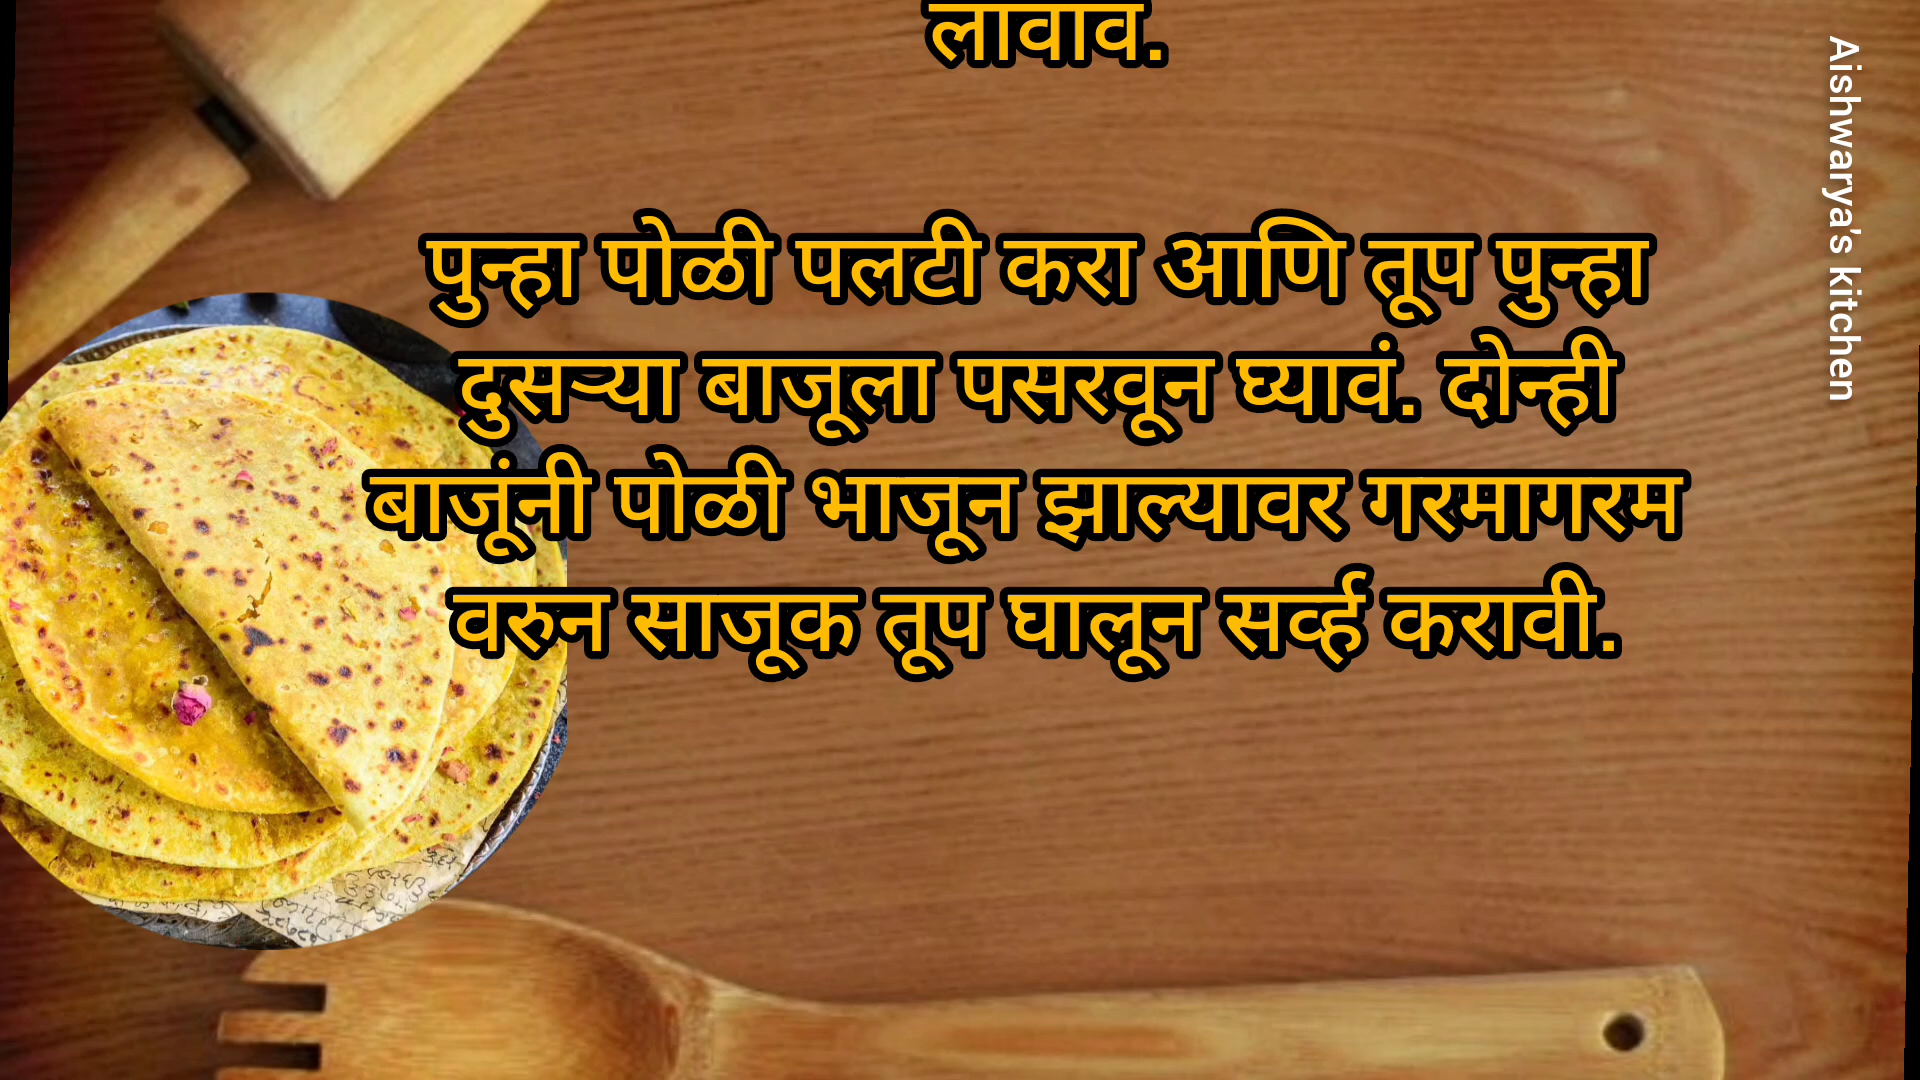 लावाव.
पुन्हा पोळी पलटी करा आणि तूप पुन्हा
दुसऱ्या बाजूला पसरवून घ्यावं. दोन्ही
बाजूंनी पोळी भाजून झाल्यावर गरमागरम
वरुन साजूक तूप घालून सर्व्ह करावी.
Aishwarya's kitchen